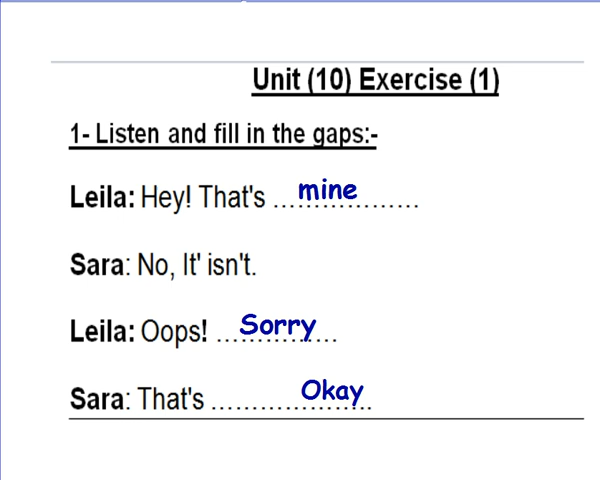 Unit (10) Exercise (1)
1- Listen and fill in the gaps:-
Leila: Hey! That's ...mine...............
Sara: No, It' isn't.
Leila: Oops! ...Sorry...............
Sara: That's ....................Okay..